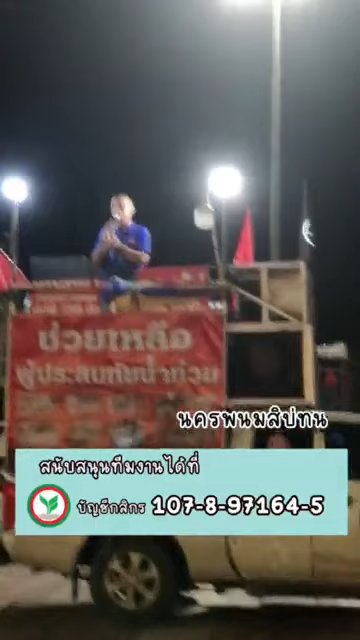 ช่วยเหลือ
ผู้ประสบภัยน้ำท่วม
นครพนมสิปทน
สนับสนุนทีมงานได้ที่
บัญชีกสิกร 107-8-97164-5